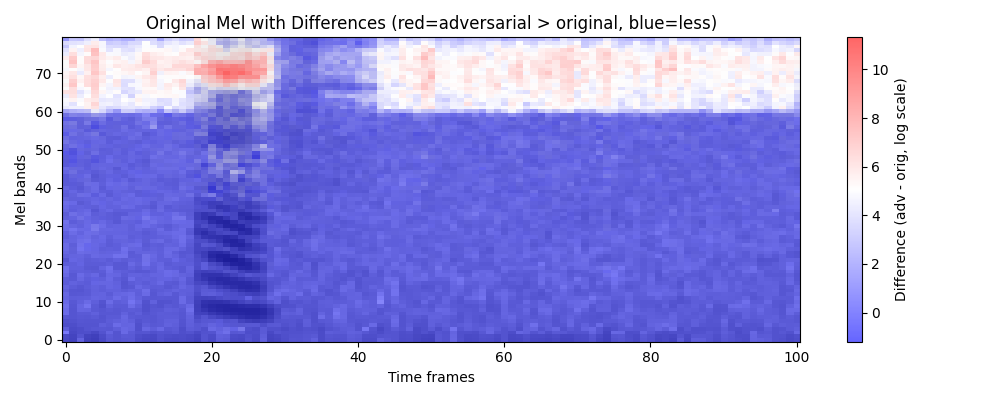 Original Mel with Differences (red=adversarial > original, blue=less)
Mel bands
70
60
50
40
30
20
10
0
0 20 40 60 80 100
Time frames
10
8
6
4
2
0
Difference (adv - orig, log scale)